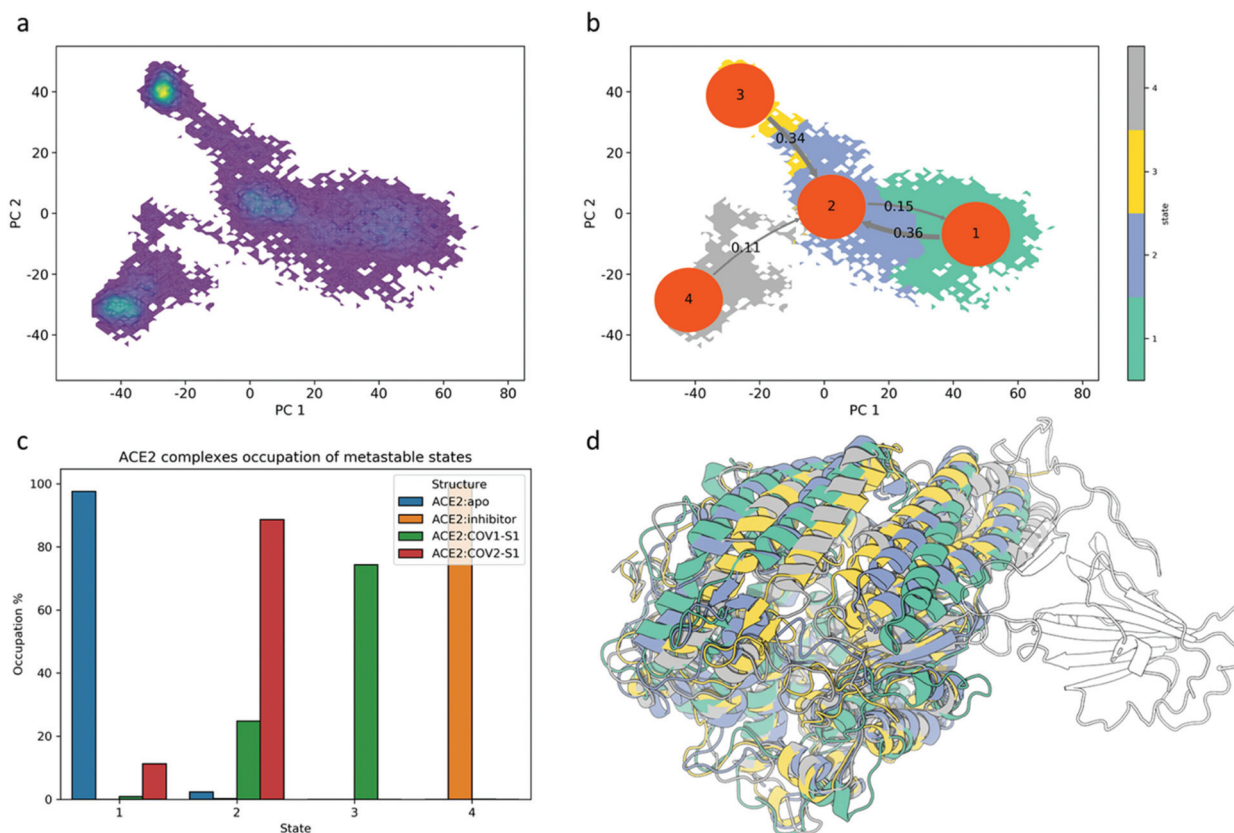 a
40
20
0
-20
-40
PC 2
-40
-20
0
20
40
60
80
PC 1
b
40
20
0
-20
-40
PC 2
3
0.34
2
0.15
0.36
1
0.11
4
-40
-20
0
20
40
60
80
PC 1
4
3
2
1
state
c
ACE2 complexes occupation of metastable states
100
80
60
40
20
0
Occupation %
Structure
ACE2:apo
ACE2:inhibitor
ACE2:COV1-S1
ACE2:COV2-S1
1
2
3
4
State
d